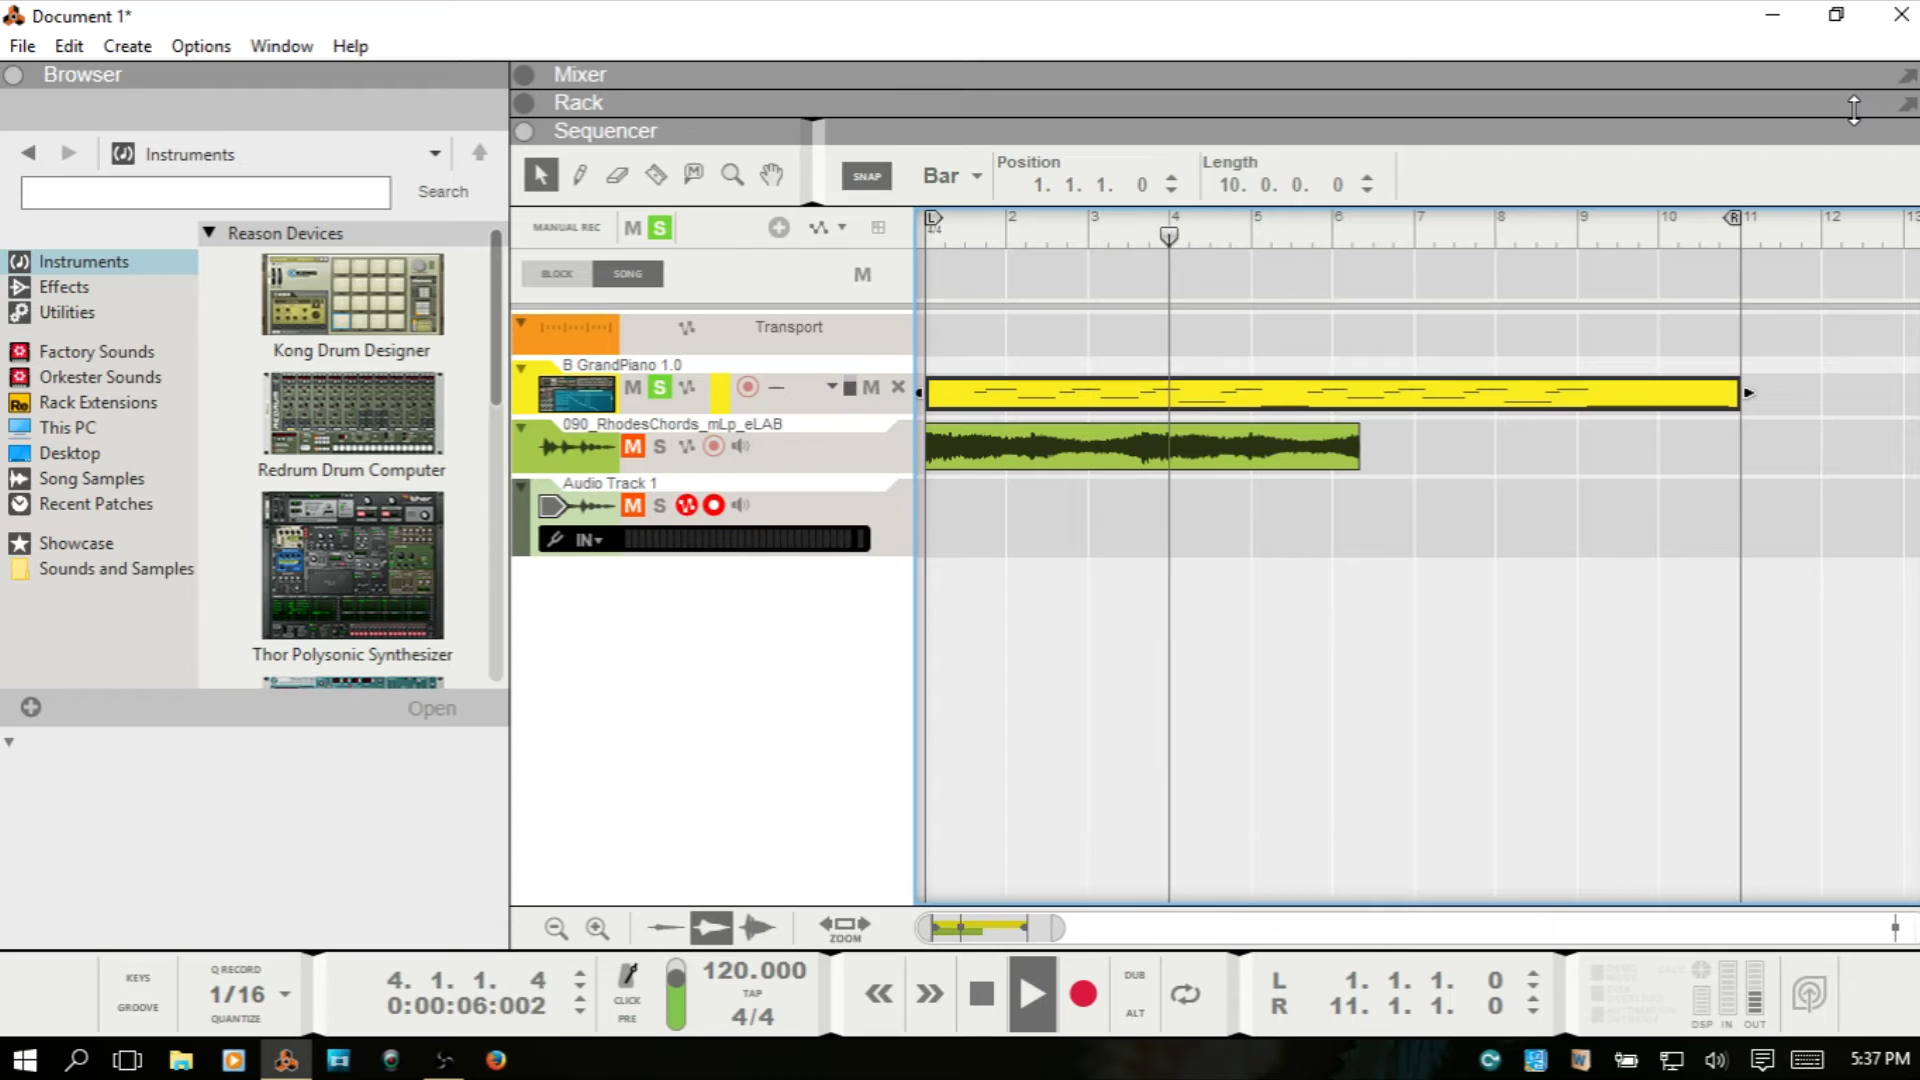 Document 1*
File Edit Create Options Window Help
Browser
Mixer
Rack
Sequencer
Instruments
Search
SNAP
Bar
Position
1. 1. 1. 0
Length
10. 0. 0. 0
Reason Devices
Instruments
Effects
Utilities
Factory Sounds
Orkester Sounds
Rack Extensions
This PC
Desktop
Song Samples
Recent Patches
Showcase
Sounds and Samples
Kong Drum Designer
Redrum Drum Computer
Thor Polysonic Synthesizer
Open
MANUAL REC M S
BLOCK SONG M
L 2 3 4 5 6 7 8 9 10 R 11 12 13
4/4
Transport
B GrandPiano 1.0
M S M
090_RhodesChords_mLp_eLAB
M S
Audio Track 1
M S
IN
ZOOM
KEYS
GROOVE
Q RECORD
1/16
QUANTIZE
4. 1. 1. 4
0:00:06:002
CLICK
PRE
120.000
TAP
4/4
DUB
ALT
L 1. 1. 1. 0
R 11. 1. 1. 0
CALC
DSP IN OUT
5:37 PM